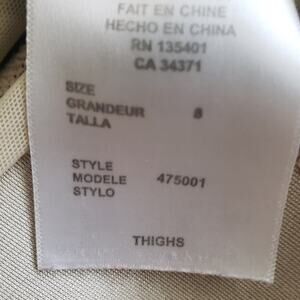 FAIT EN CHINE
HECHO EN CHINA
RN 135401
CA 34371
SIZE
GRANDEUR 8
TALLA
STYLE
MODELE 475001
STYLO
THIGHS